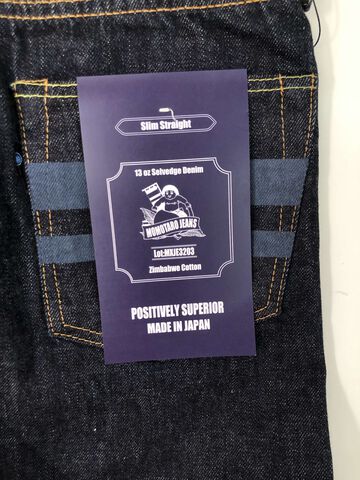 Slim Straight
13 oz Selvedge Denim
MOMOTARO JEANS
Lot:MXJE3203
Zimbabwe Cotton
POSITIVELY SUPERIOR
MADE IN JAPAN